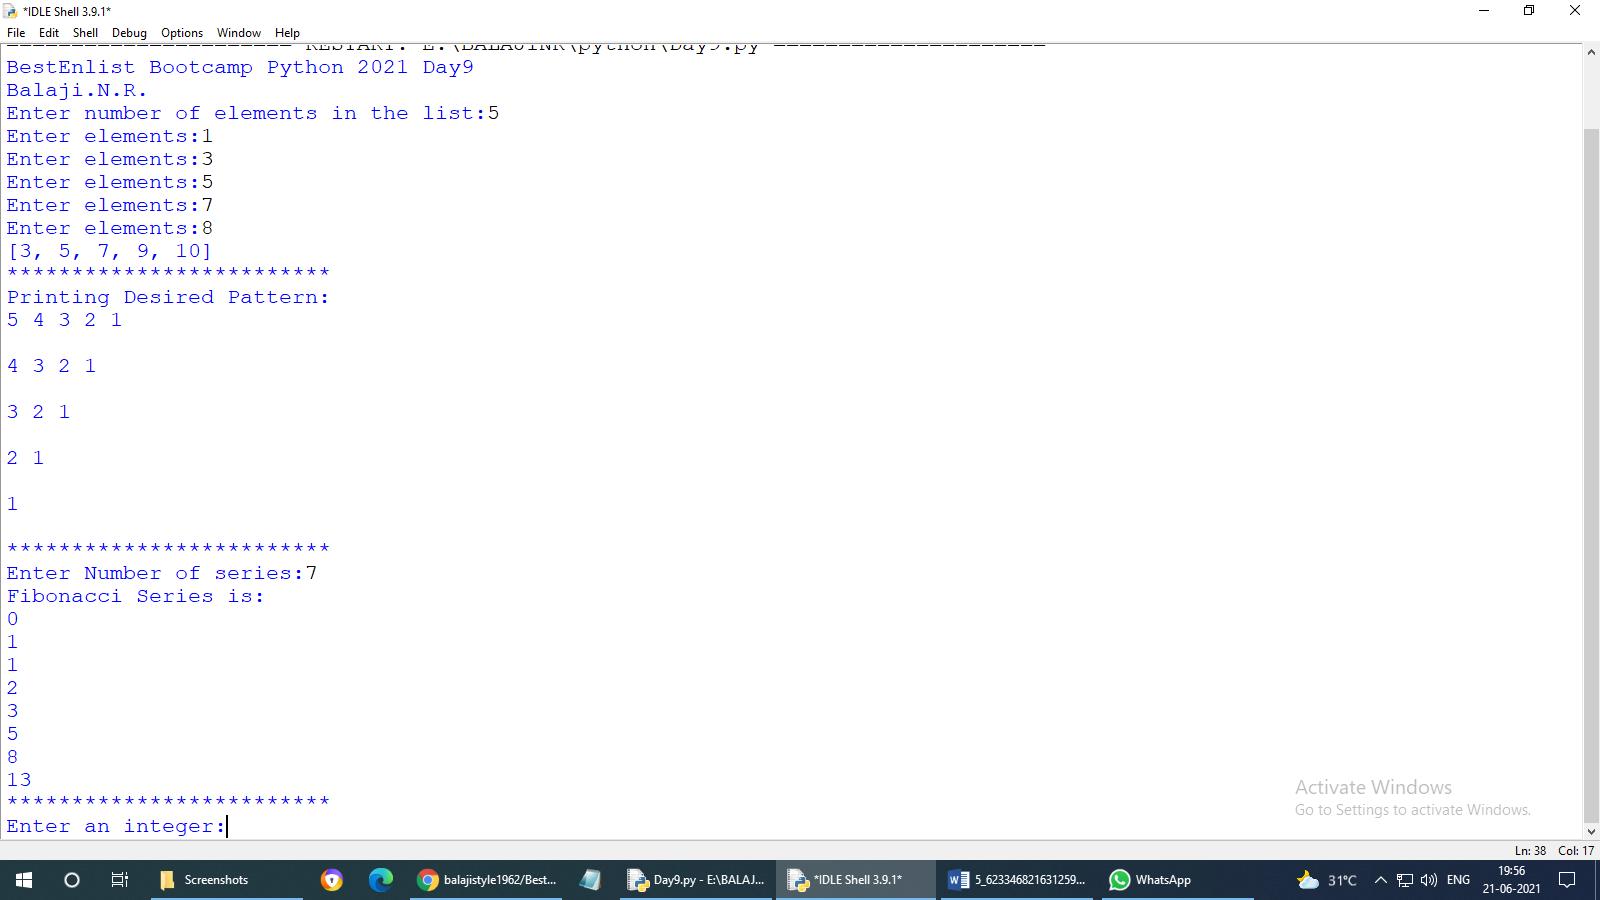 *IDLE Shell 3.9.1*
File Edit Shell Debug Options Window Help
====================== RESTART: E:\BALAJINR\python\Day9.py =====================
BestEnlist Bootcamp Python 2021 Day9
Balaji.N.R.
Enter number of elements in the list:5
Enter elements:1
Enter elements:3
Enter elements:5
Enter elements:7
Enter elements:8
[3, 5, 7, 9, 10]
*************************
Printing Desired Pattern:
5 4 3 2 1
4 3 2 1
3 2 1
2 1
1
*************************
Enter Number of series:7
Fibonacci Series is:
0
1
1
2
3
5
8
13
*************************
Enter an integer:
Activate Windows
Go to Settings to activate Windows.
Ln: 38 Col: 17
Screenshots
balajistyle1962/Best...
Day9.py - E:\BALAJ...
*IDLE Shell 3.9.1*
5_623346821631259...
WhatsApp
31°C
ENG
19:56
21-06-2021